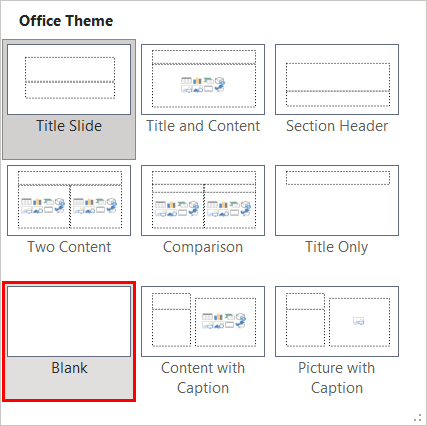 Office Theme
Title Slide
Title and Content
Section Header
Two Content
Comparison
Title Only
Blank
Content with
Caption
Picture with
Caption